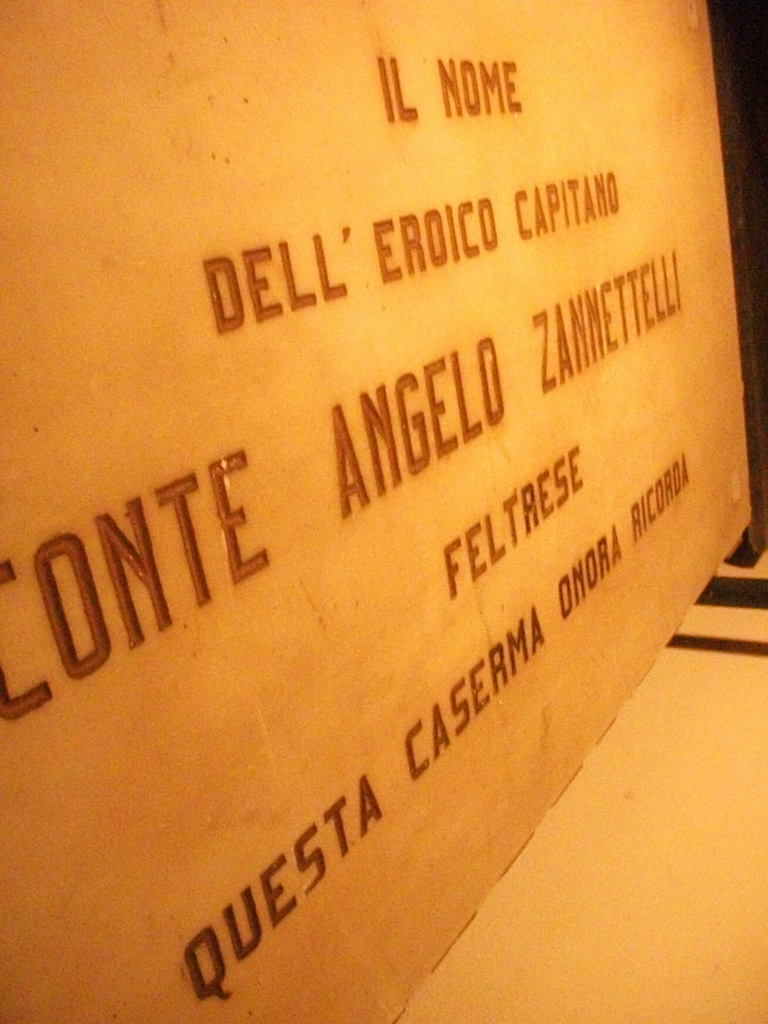 IL NOME
DELL' EROICO CAPITANO
CONTE ANGELO ZANNETTELLI
FELTRESE
QUESTA CASERMA ONORA RICORDA